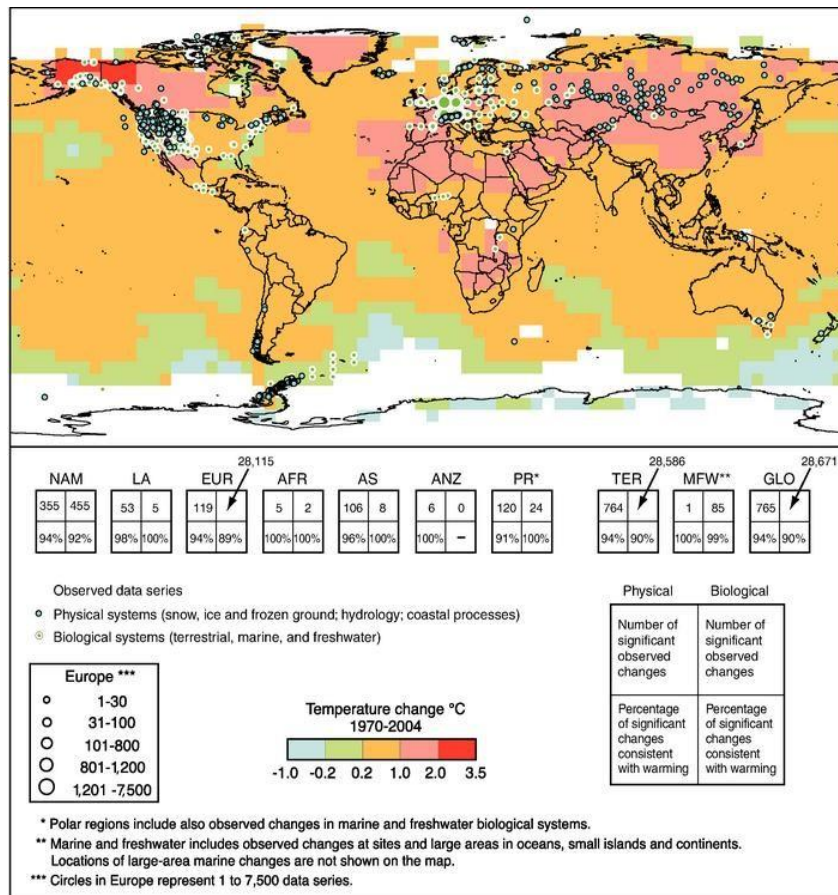 28,115
28,586
28,671
NAM LA EUR AFR AS ANZ PR* TER MFW** GLO
355 455 53 5 119 5 2 106 8 6 0 120 24 764 1 85 765
94% 92% 98% 100% 94% 89% 100% 100% 96% 100% 100% – 91% 100% 94% 90% 100% 99% 94% 90%
Observed data series
Physical systems (snow, ice and frozen ground; hydrology; coastal processes)
Biological systems (terrestrial, marine, and freshwater)
Europe ***
1-30
31-100
101-800
801-1,200
1,201 -7,500
Temperature change °C
1970-2004
-1.0 -0.2 0.2 1.0 2.0 3.5
Physical Biological
Number of significant observed changes
Number of significant observed changes
Percentage of significant changes consistent with warming
Percentage of significant changes consistent with warming
* Polar regions include also observed changes in marine and freshwater biological systems.
** Marine and freshwater includes observed changes at sites and large areas in oceans, small islands and continents.
Locations of large-area marine changes are not shown on the map.
*** Circles in Europe represent 1 to 7,500 data series.